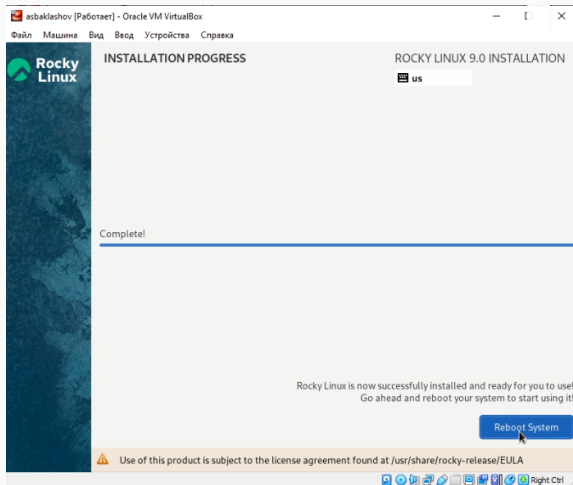 asbaklashov [Работает] - Oracle VM VirtualBox
Файл Машина Вид Ввод Устройства Справка
Rocky
Linux
INSTALLATION PROGRESS
ROCKY LINUX 9.0 INSTALLATION
us
Complete!
Rocky Linux is now successfully installed and ready for you to use!
Go ahead and reboot your system to start using it!
Reboot System
Use of this product is subject to the license agreement found at /usr/share/rocky-release/EULA
Right Ctrl